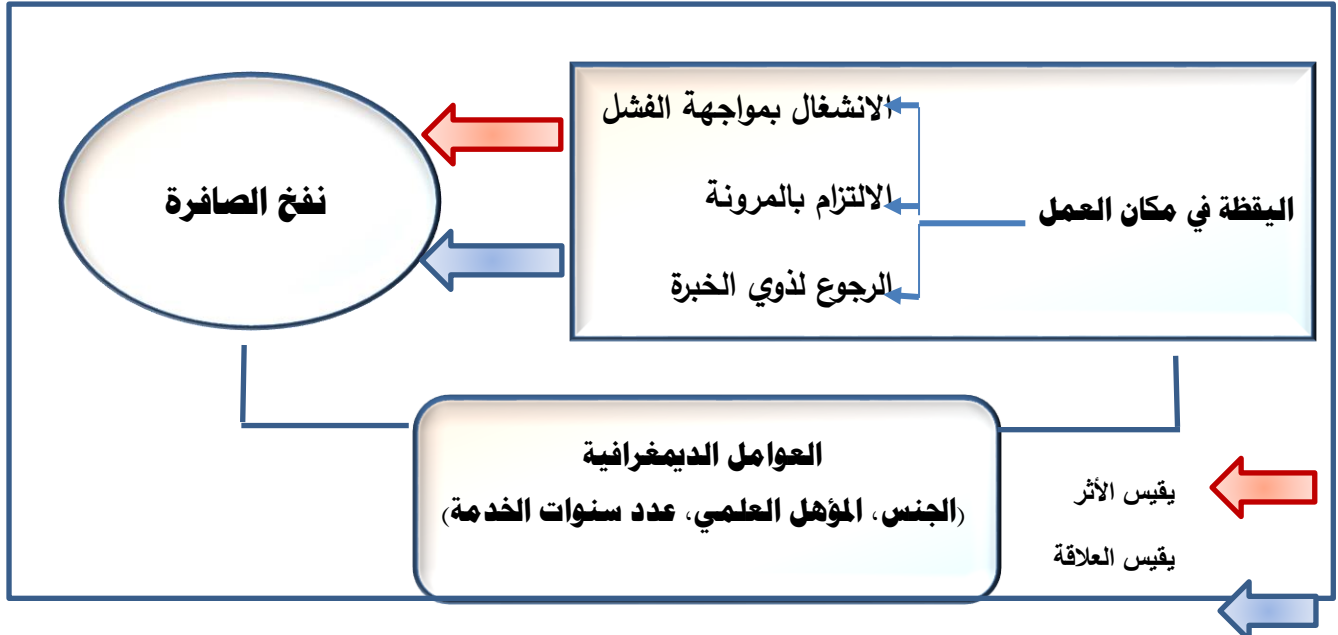 الانشغال بمواجهة الفشل
الالتزام بالمرونة
الرجوع لذوي الخبرة
اليقظة في مكان العمل
نفخ الصافرة
العوامل الديمغرافية
(الجنس، المؤهل العلمي، عدد سنوات الخدمة)
يقيس الأثر
يقيس العلاقة